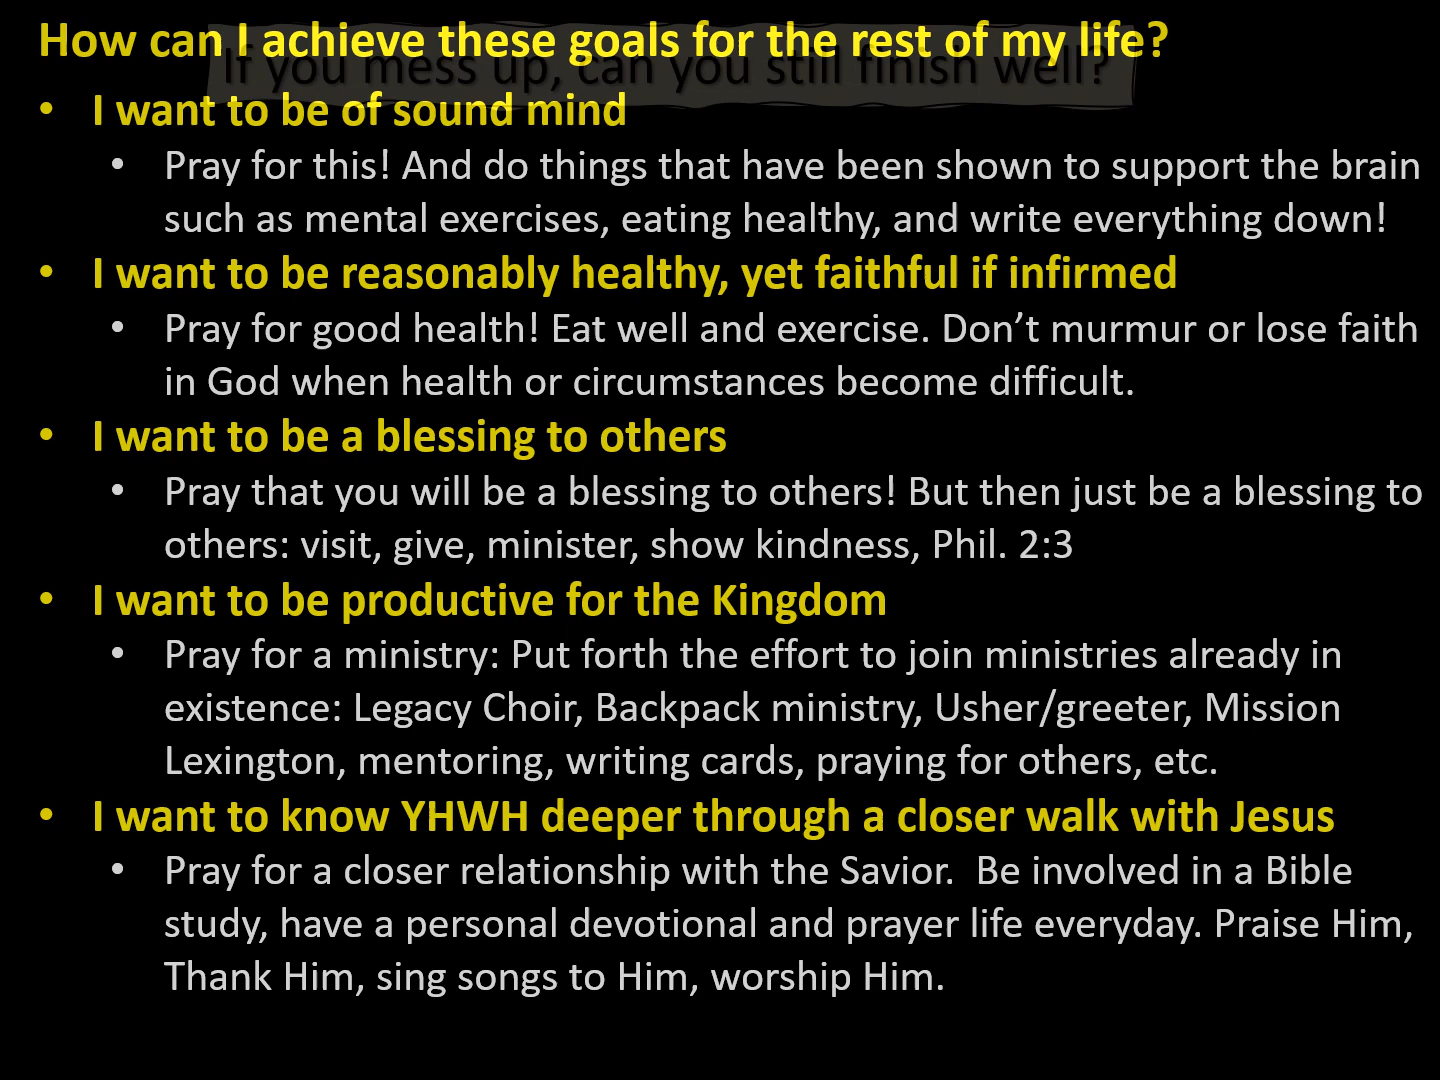 How can I achieve these goals for the rest of my life?
If you mess up, can you still finish well?
• I want to be of sound mind
• Pray for this! And do things that have been shown to support the brain
such as mental exercises, eating healthy, and write everything down!
• I want to be reasonably healthy, yet faithful if infirmed
• Pray for good health! Eat well and exercise. Don’t murmur or lose faith
in God when health or circumstances become difficult.
• I want to be a blessing to others
• Pray that you will be a blessing to others! But then just be a blessing to
others: visit, give, minister, show kindness, Phil. 2:3
• I want to be productive for the Kingdom
• Pray for a ministry: Put forth the effort to join ministries already in
existence: Legacy Choir, Backpack ministry, Usher/greeter, Mission
Lexington, mentoring, writing cards, praying for others, etc.
• I want to know YHWH deeper through a closer walk with Jesus
• Pray for a closer relationship with the Savior.  Be involved in a Bible
study, have a personal devotional and prayer life everyday. Praise Him,
Thank Him, sing songs to Him, worship Him.